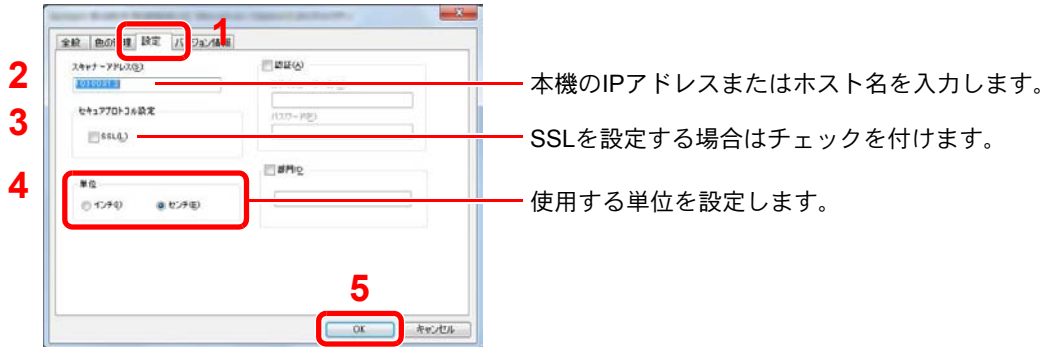 1
全般 色の 設定 バージョン情報
2
スキャナーアドレス(S)
認証(A)
本機のIPアドレスまたはホスト名を入力します。
3
セキュアプロトコル設定
パスワード(P)
SSL(L)
SSLを設定する場合はチェックを付けます。
4
単位
部門ID
インチ(I) センチ(E)
使用する単位を設定します。
5
OK キャンセル